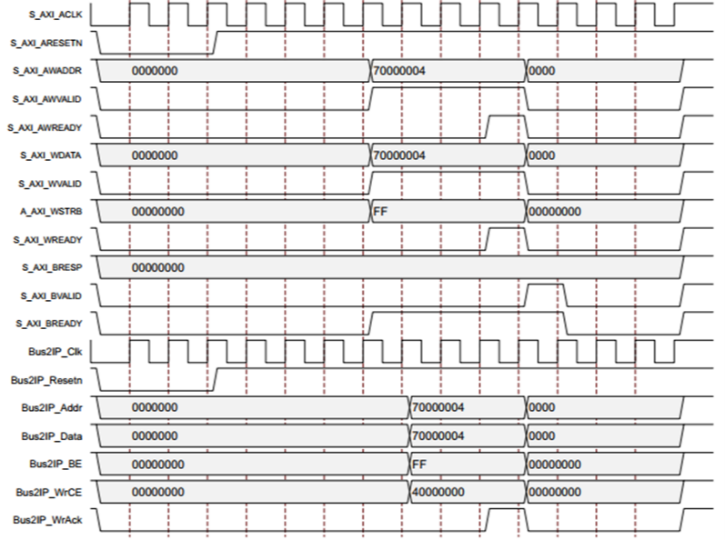 S_AXI_ACLK
S_AXI_ARESETN
S_AXI_AWADDR 0000000 70000004 0000
S_AXI_AWVALID
S_AXI_AWREADY
S_AXI_WDATA 0000000 70000004 0000
S_AXI_WVALID
A_AXI_WSTRB 00000000 FF 00000000
S_AXI_WREADY
S_AXI_BRESP 00000000
S_AXI_BVALID
S_AXI_BREADY
Bus2IP_Clk
Bus2IP_Resetn
Bus2IP_Addr 0000000 70000004 0000
Bus2IP_Data 0000000 70000004 0000
Bus2IP_BE 00000000 FF 00000000
Bus2IP_WrCE 00000000 40000000 00000000
Bus2IP_WrAck